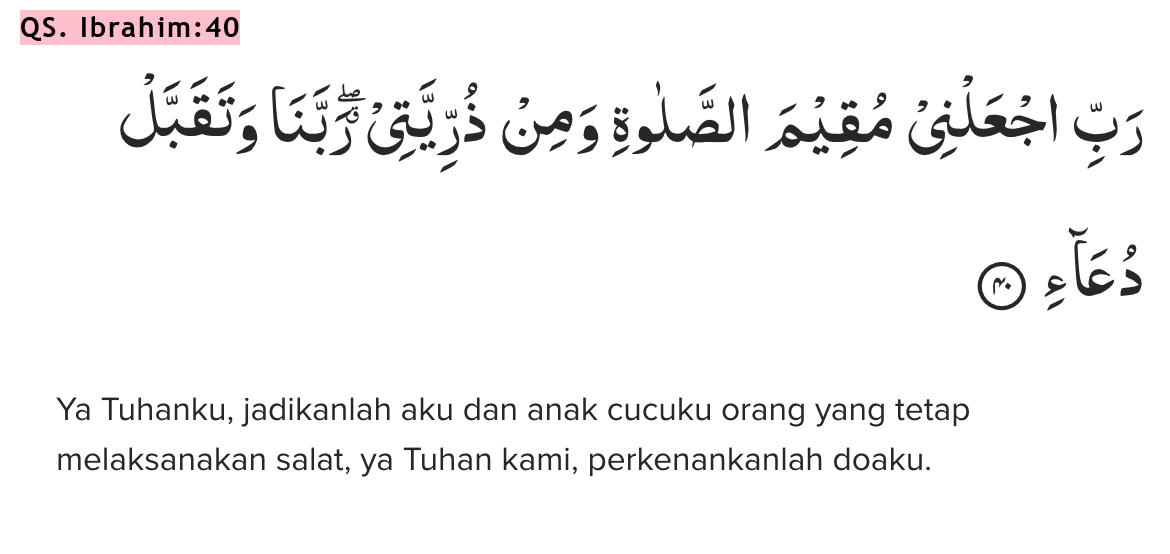 QS. Ibrahim:40
رَبِّ اجْعَلْنِيْ مُقِيْمَ الصَّلٰوةِ وَمِنْ ذُرِّيَّتِيْۖ رَبَّنَا وَتَقَبَّلْ
دُعَاۤءِ ٤٠
Ya Tuhanku, jadikanlah aku dan anak cucuku orang yang tetap
melaksanakan salat, ya Tuhan kami, perkenankanlah doaku.